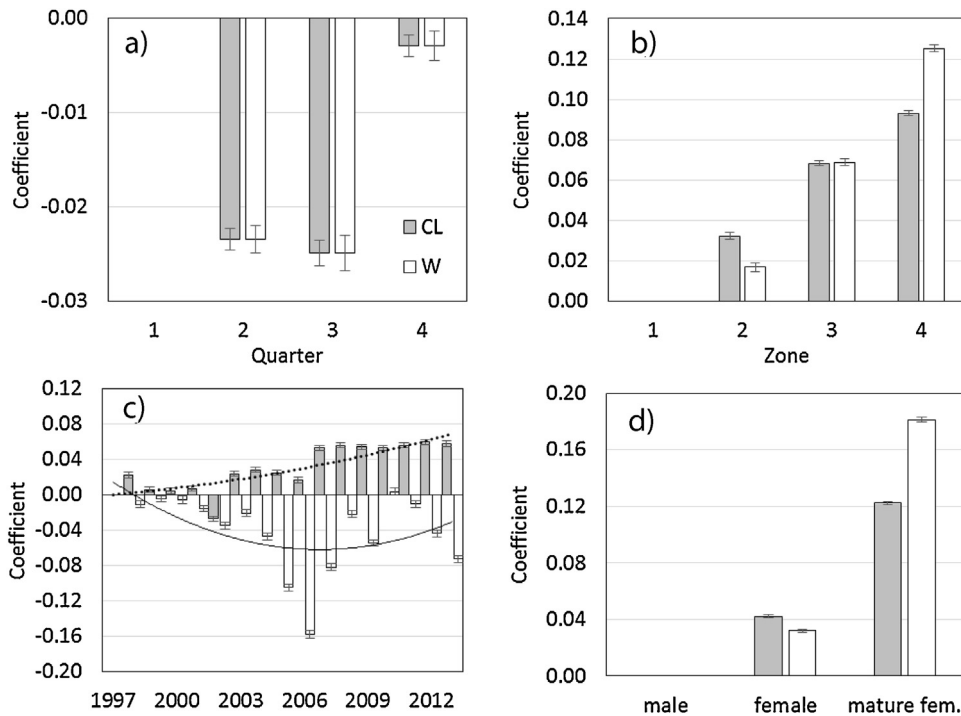 a)
0.00
-0.01
-0.02
-0.03
Coefficient
CL
W
1 2 3 4
Quarter
b)
0.14
0.12
0.10
0.08
0.06
0.04
0.02
0.00
Coefficient
1 2 3 4
Zone
c)
0.12
0.08
0.04
0.00
-0.04
-0.08
-0.12
-0.16
-0.20
Coefficient
1997 2000 2003 2006 2009 2012
d)
0.20
0.16
0.12
0.08
0.04
0.00
Coefficient
male female mature fem.